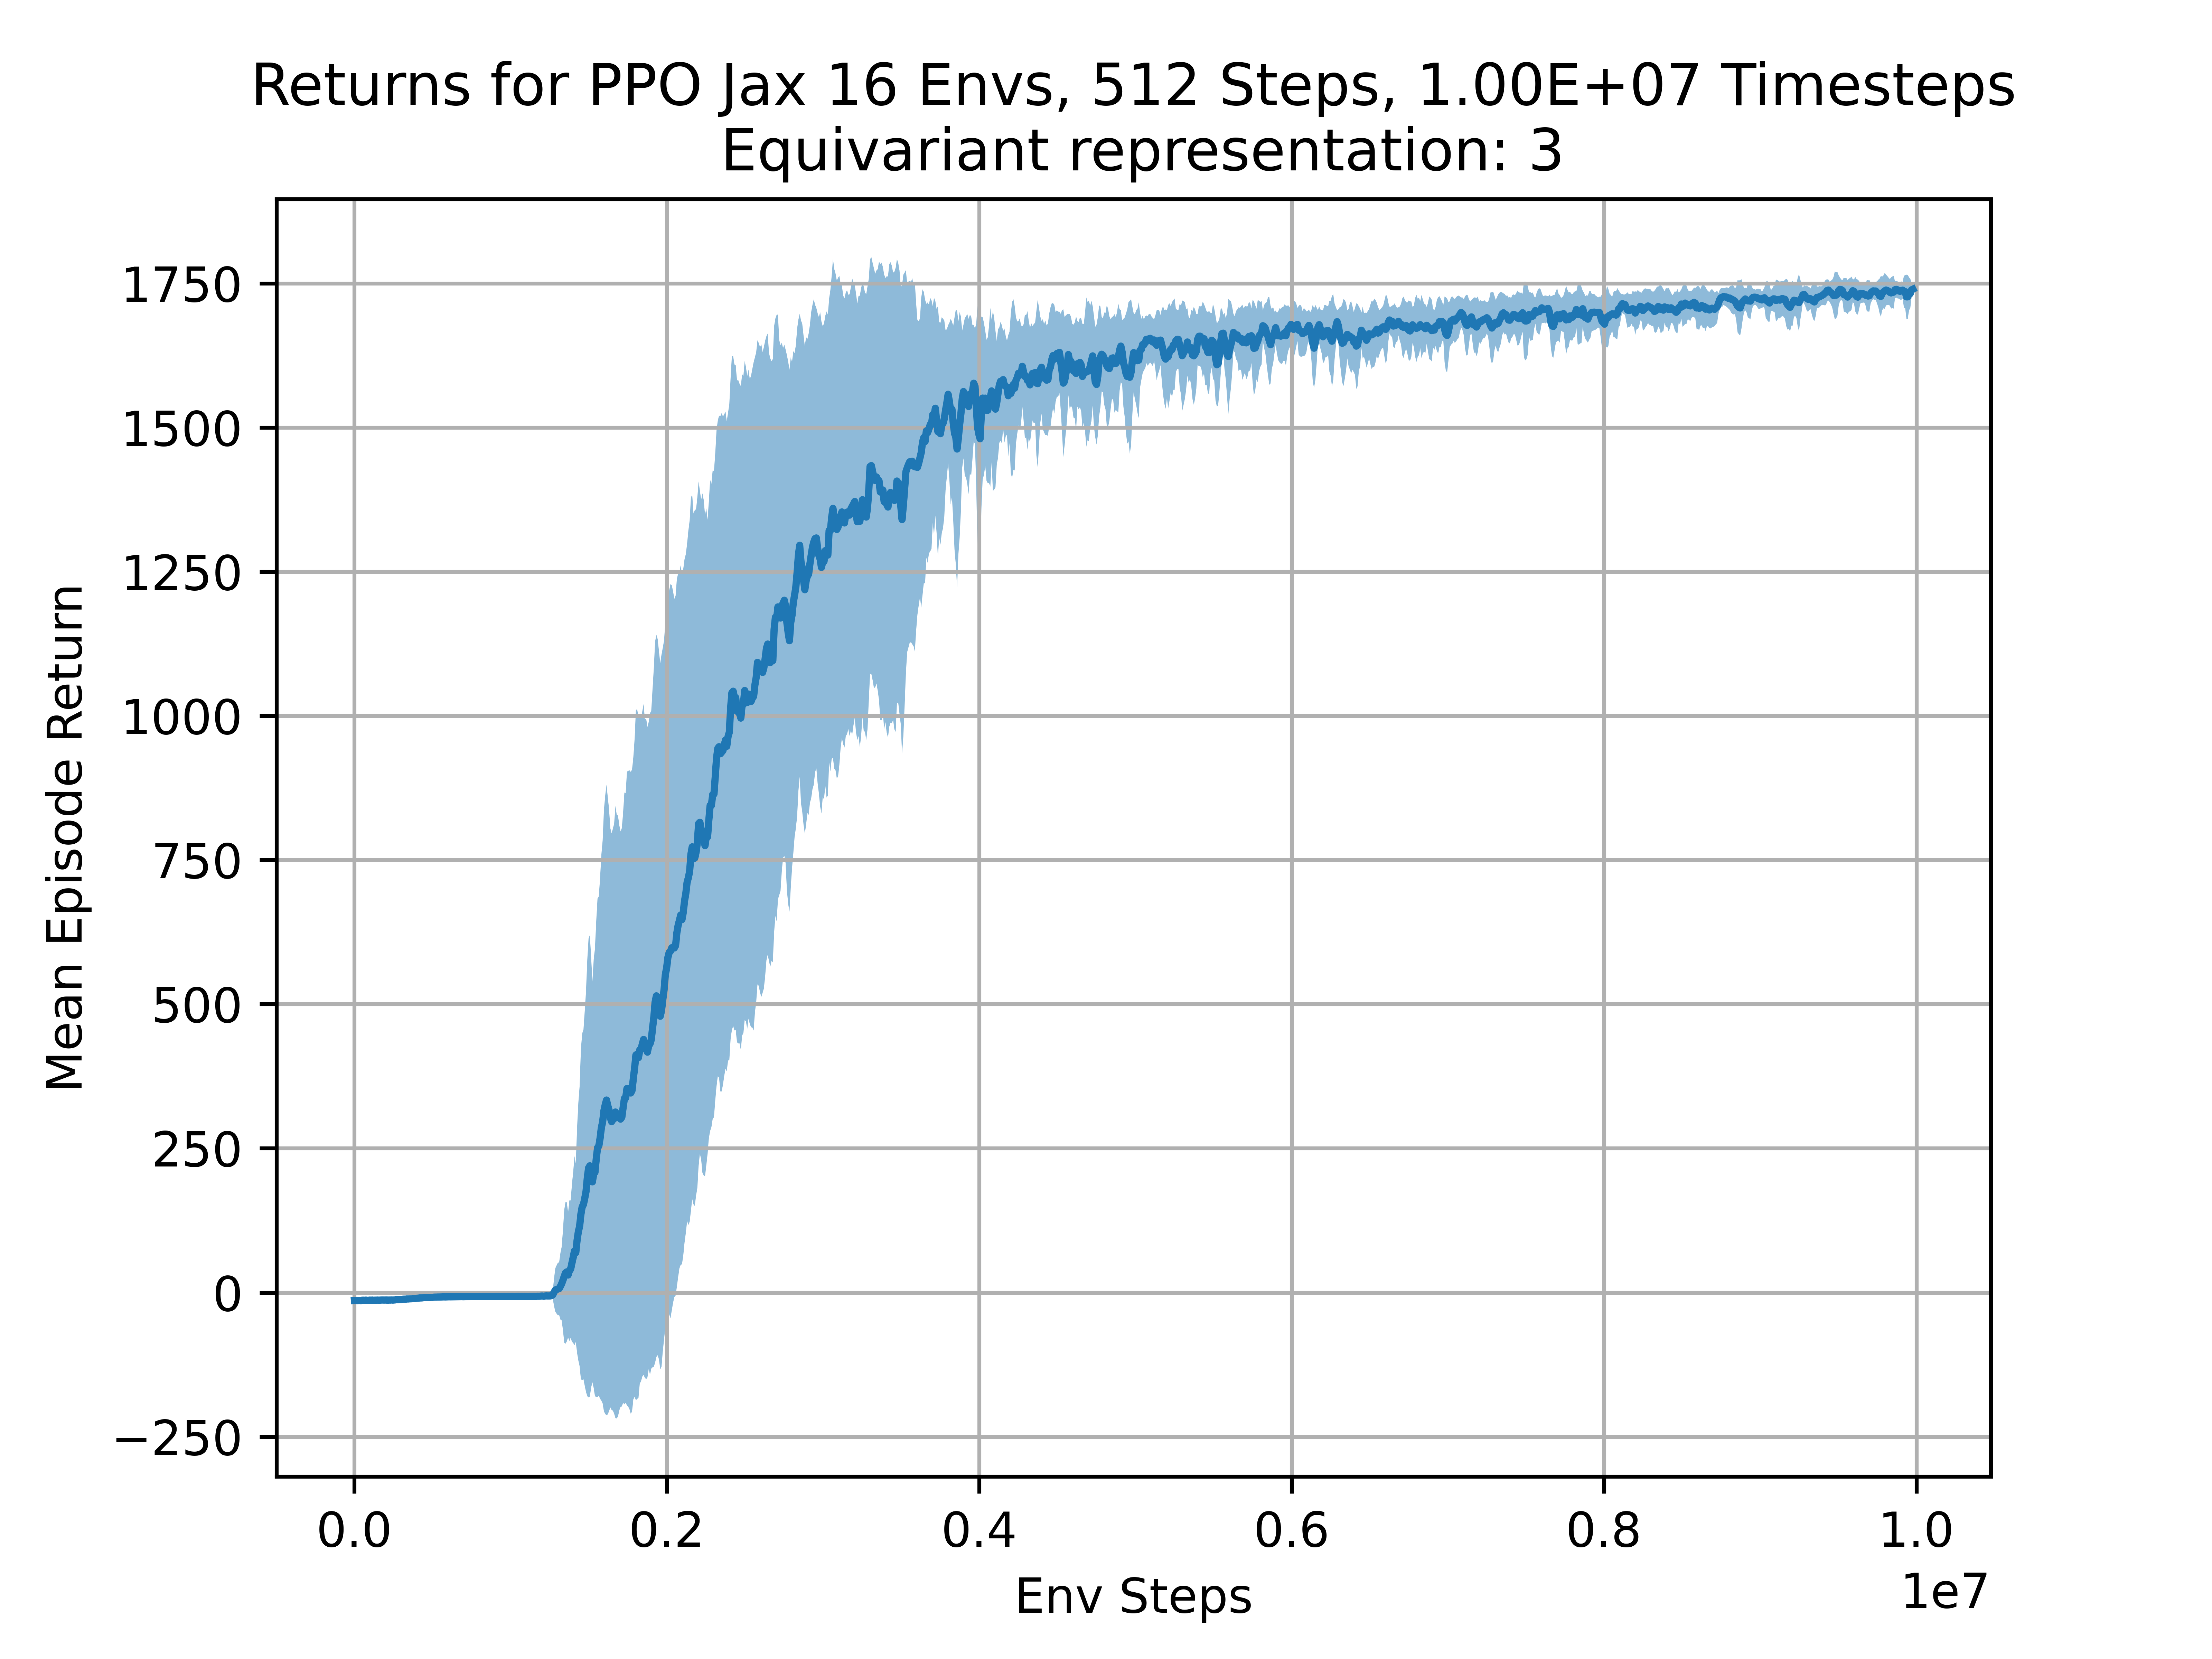 Returns for PPO Jax 16 Envs, 512 Steps, 1.00E+07 Timesteps
Equivariant representation: 3
Mean Episode Return
1750
1500
1250
1000
750
500
250
0
−250
0.0 0.2 0.4 0.6 0.8 1.0
1e7
Env Steps